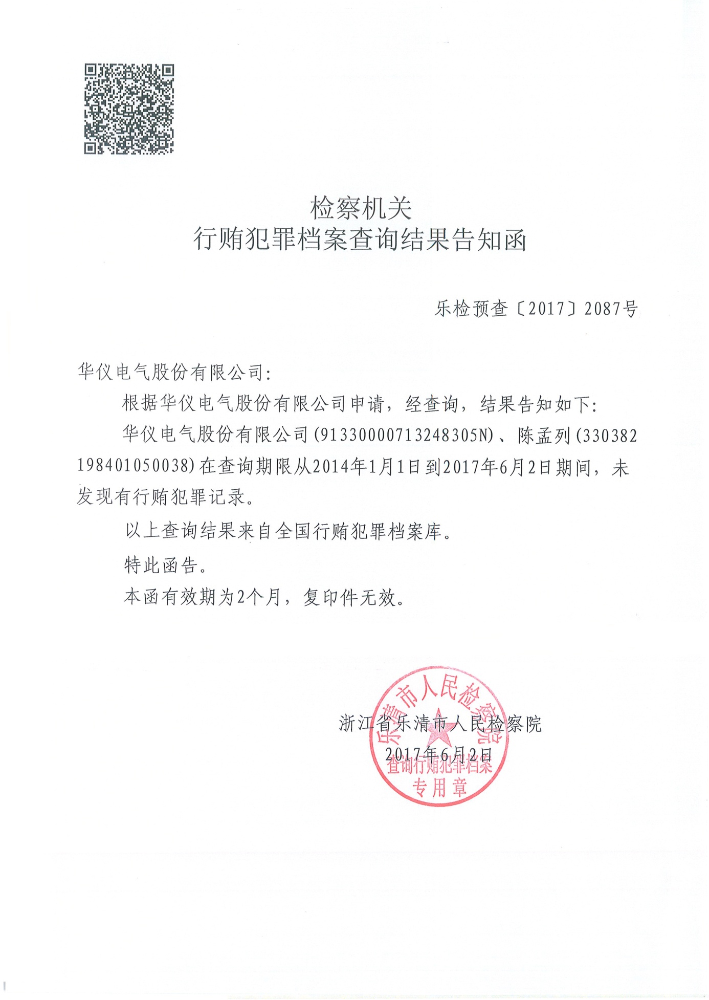 检察机关
行贿犯罪档案查询结果告知函
乐检预查〔2017〕2087号
华仪电气股份有限公司:
根据华仪电气股份有限公司申请，经查询，结果告知如下:
华仪电气股份有限公司(91330000713248305N)、陈孟列(330382
198401050038)在查询期限从2014年1月1日到2017年6月2日期间，未
发现有行贿犯罪记录。
以上查询结果来自全国行贿犯罪档案库。
特此函告。
本函有效期为2个月，复印件无效。
乐清市人民检察院
浙江省乐清市人民检察院
2017年6月2日
查询行贿犯罪档案
专用章